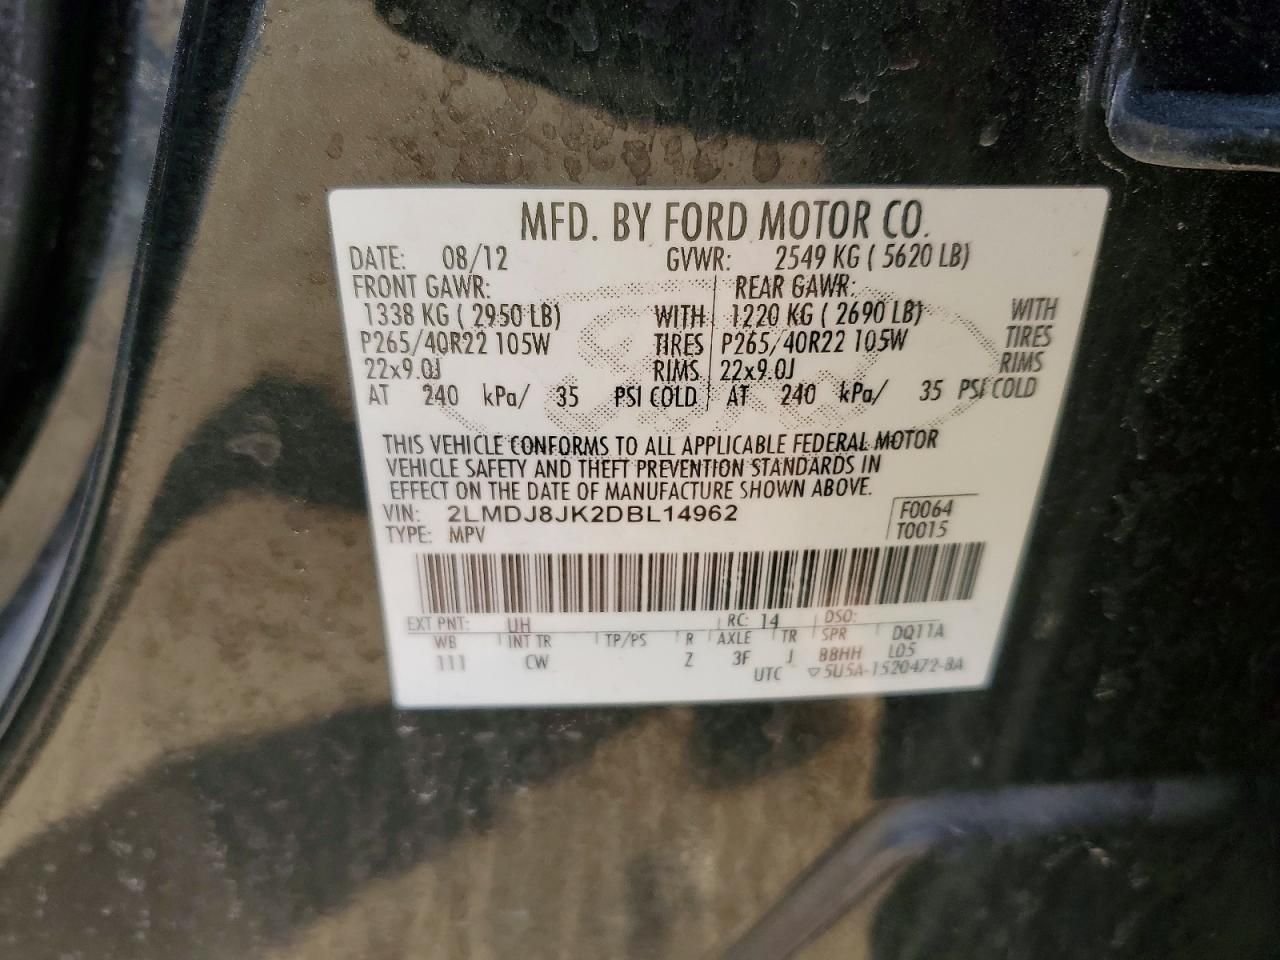 MFD. BY FORD MOTOR CO.
DATE: 08/12 GVWR: 2549 KG ( 5620 LB)
FRONT GAWR: REAR GAWR:
1338 KG ( 2950 LB) WITH 1220 KG ( 2690 LB) WITH
P265/40R22 105W TIRES P265/40R22 105W TIRES
22x9.0J RIMS 22x9.0J RIMS
AT 240 kPa/ 35 PSI COLD AT 240 kPa/ 35 PSI COLD
THIS VEHICLE CONFORMS TO ALL APPLICABLE FEDERAL MOTOR
VEHICLE SAFETY AND THEFT PREVENTION STANDARDS IN
EFFECT ON THE DATE OF MANUFACTURE SHOWN ABOVE.
VIN: 2LMDJ8JK2DBL14962 F0064
TYPE: MPV T0015
EXT PNT: UH RC: 14 DSO:
WB INT TR TP/PS R AXLE TR SPR DQ11A
111 CW Z 3F J BBHH L05
UTC ▽5U5A-1520472-BA